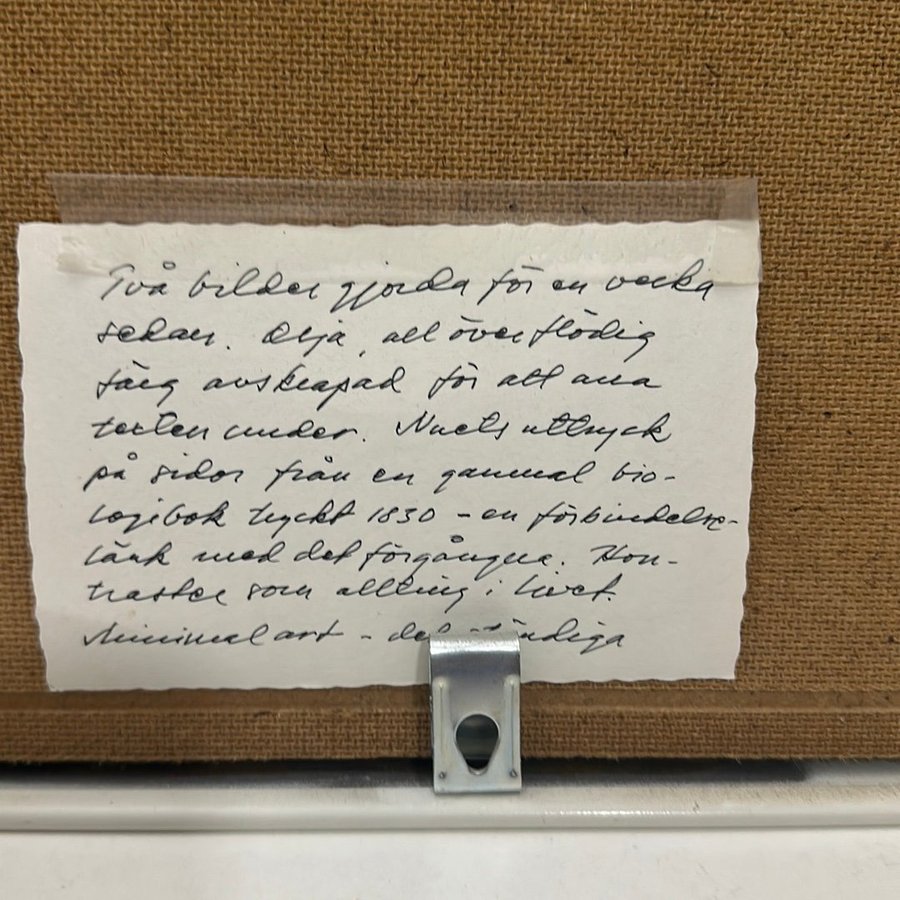 Två bilder gjorda för en vecka
sedan. Olja, all överflödig
färg avskrapad för att ana
texten under. Nuets uttryck
på sidor från en gammal bio-
logibok tryckt 1830 - en förbindelse-
länk med det förgångna. Kon-
traster som allting i livet.
Minimal art - det